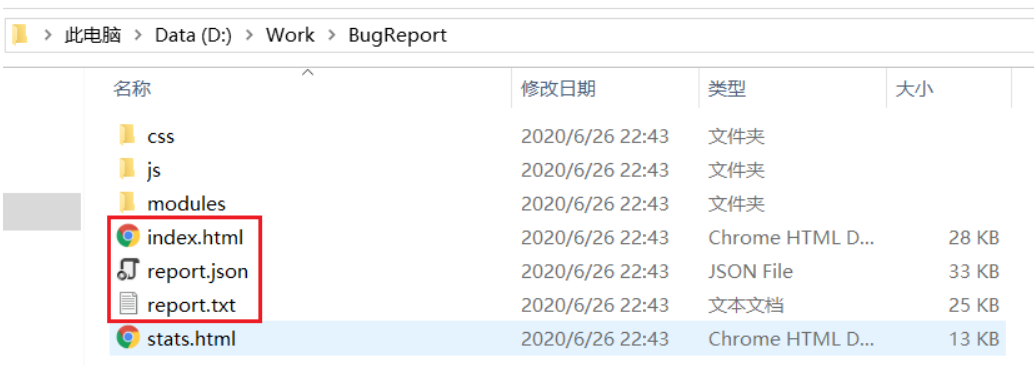 此电脑 > Data (D:) > Work > BugReport
名称 修改日期 类型 大小
css 2020/6/26 22:43 文件夹
js 2020/6/26 22:43 文件夹
modules 2020/6/26 22:43 文件夹
index.html 2020/6/26 22:43 Chrome HTML D... 28 KB
report.json 2020/6/26 22:43 JSON File 33 KB
report.txt 2020/6/26 22:43 文本文档 25 KB
stats.html 2020/6/26 22:43 Chrome HTML D... 13 KB